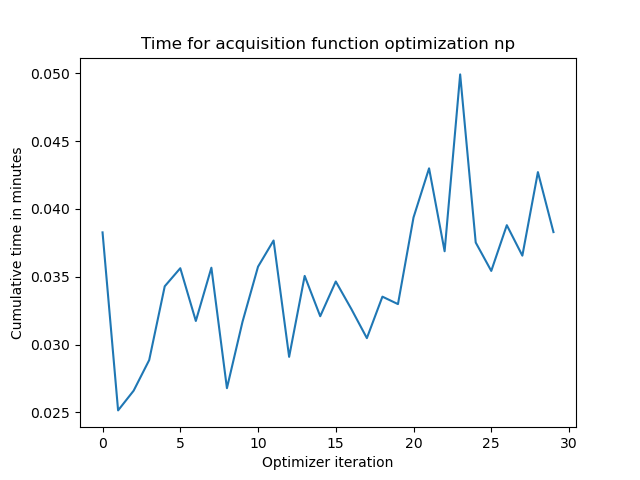 Time for acquisition function optimization np
Cumulative time in minutes
0.050
0.045
0.040
0.035
0.030
0.025
0 5 10 15 20 25 30
Optimizer iteration